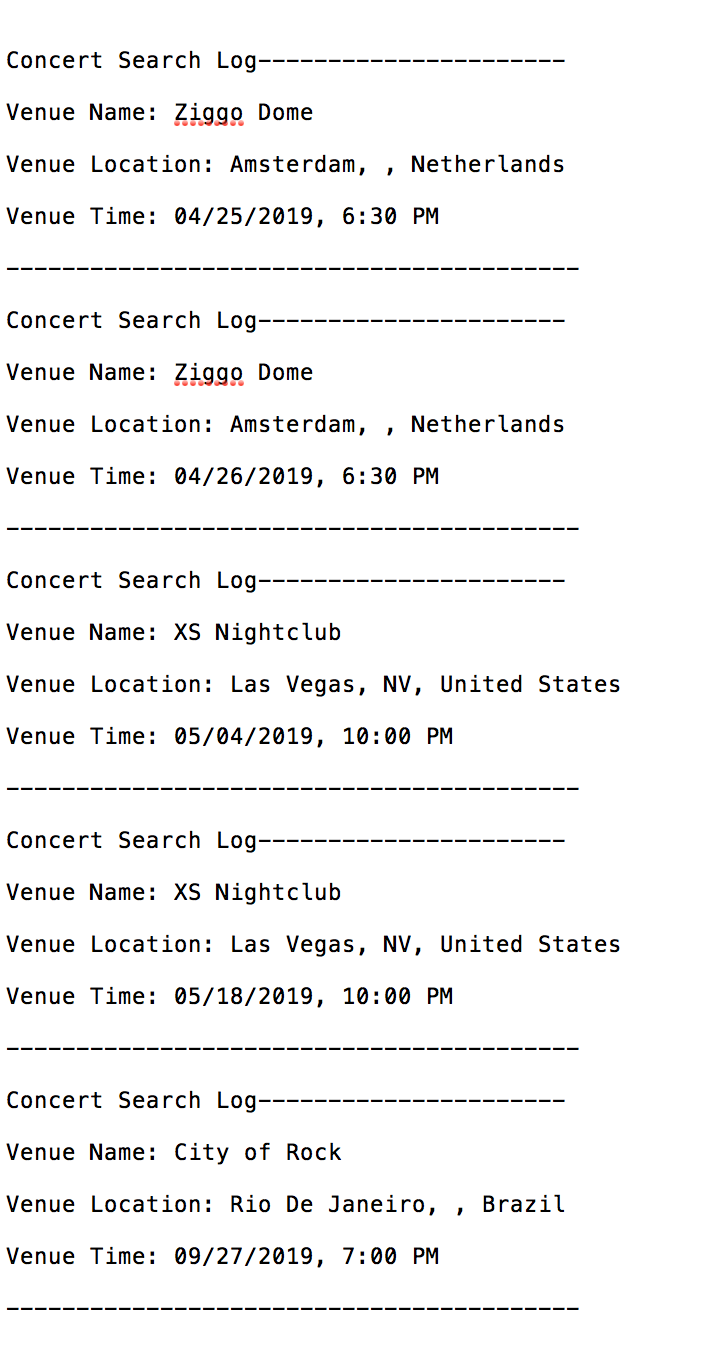 Concert Search Log----------------------
Venue Name: Ziggo Dome
Venue Location: Amsterdam, , Netherlands
Venue Time: 04/25/2019, 6:30 PM
-----------------------------------------
Concert Search Log----------------------
Venue Name: Ziggo Dome
Venue Location: Amsterdam, , Netherlands
Venue Time: 04/26/2019, 6:30 PM
-----------------------------------------
Concert Search Log----------------------
Venue Name: XS Nightclub
Venue Location: Las Vegas, NV, United States
Venue Time: 05/04/2019, 10:00 PM
-----------------------------------------
Concert Search Log----------------------
Venue Name: XS Nightclub
Venue Location: Las Vegas, NV, United States
Venue Time: 05/18/2019, 10:00 PM
-----------------------------------------
Concert Search Log----------------------
Venue Name: City of Rock
Venue Location: Rio De Janeiro, , Brazil
Venue Time: 09/27/2019, 7:00 PM
-----------------------------------------